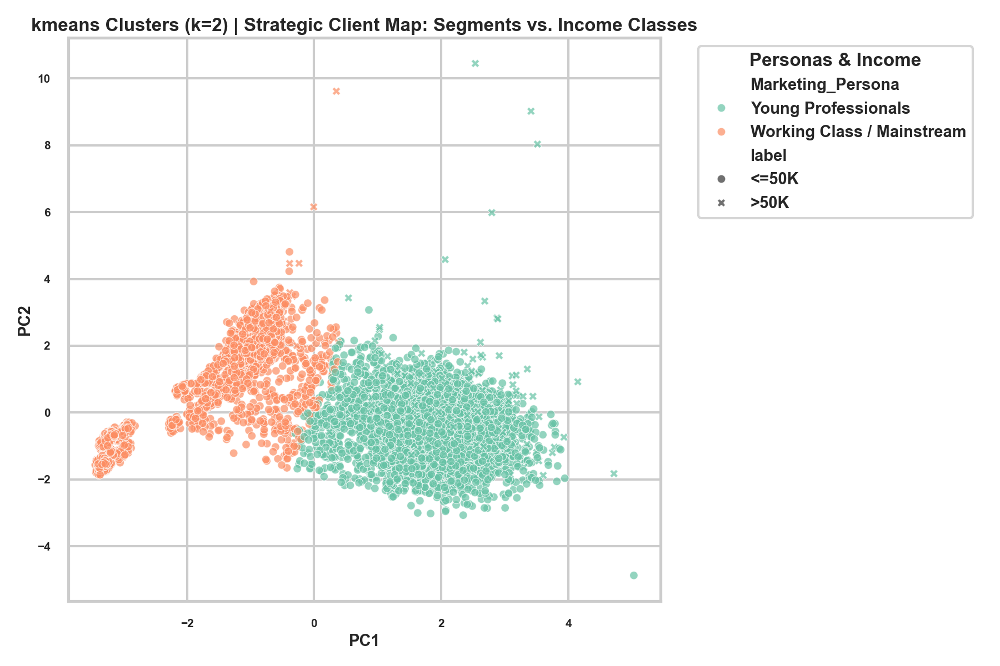 kmeans Clusters (k=2) | Strategic Client Map: Segments vs. Income Classes
Personas & Income
Marketing_Persona
Young Professionals
Working Class / Mainstream
label
<=50K
>50K
10
8
6
4
2
0
−2
−4
PC2
−2 0 2 4
PC1